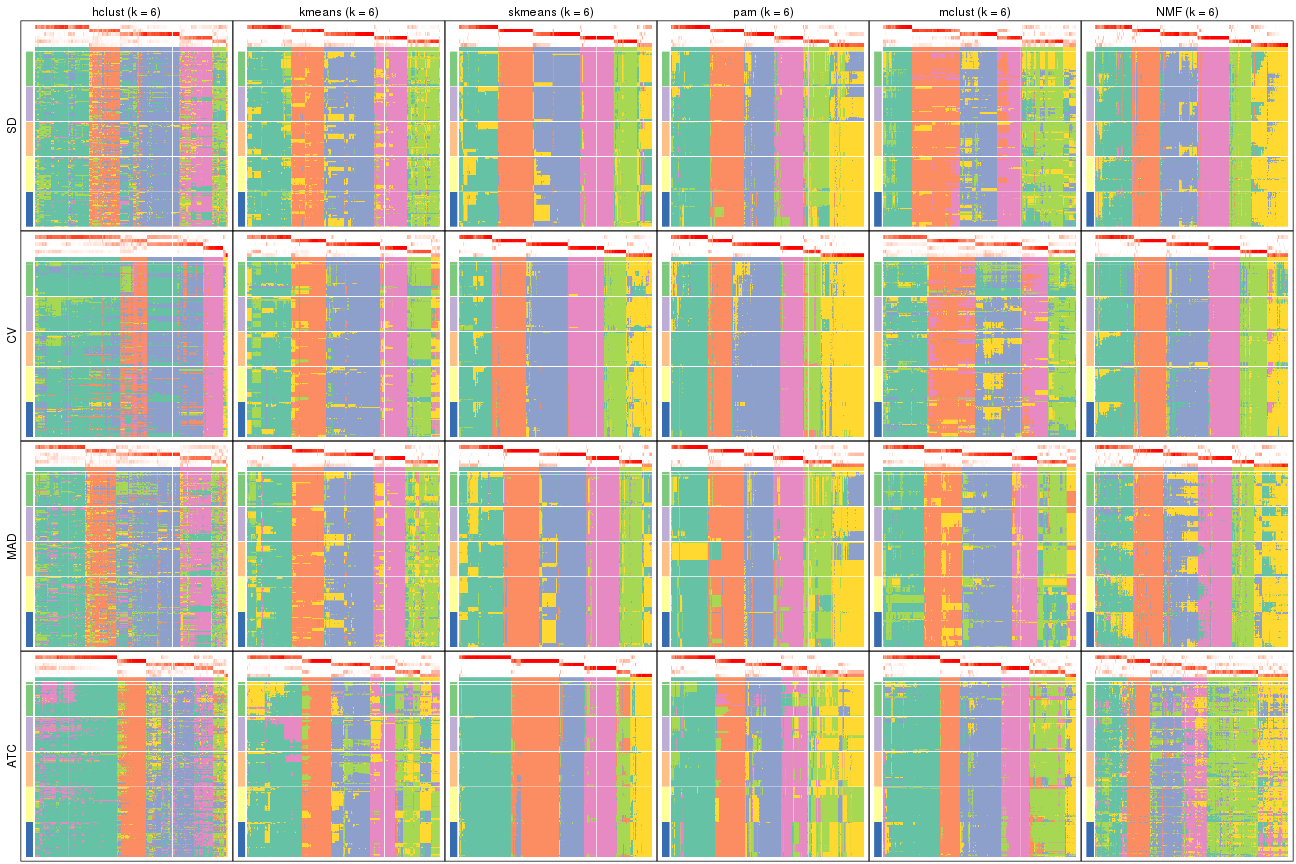 hclust (k = 6) kmeans (k = 6) skmeans (k = 6) pam (k = 6) mclust (k = 6) NMF (k = 6)
SD
CV
MAD
ATC